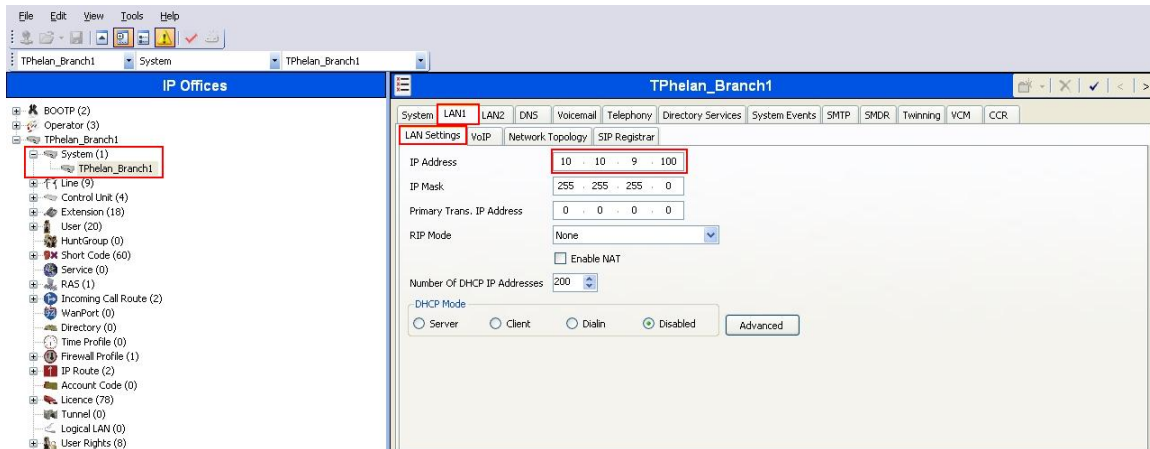 File Edit View Tools Help
TPhelan_Branch1 System TPhelan_Branch1
IP Offices
BOOTP (2)
Operator (3)
TPhelan_Branch1
System (1)
TPhelan_Branch1
Line (9)
Control Unit (4)
Extension (18)
User (20)
HuntGroup (0)
Short Code (60)
Service (0)
RAS (1)
Incoming Call Route (2)
WanPort (0)
Directory (0)
Time Profile (0)
Firewall Profile (1)
IP Route (2)
Account Code (0)
Licence (78)
Tunnel (0)
Logical LAN (0)
User Rights (8)
TPhelan_Branch1
System LAN1 LAN2 DNS Voicemail Telephony Directory Services System Events SMTP SMDR Twinning VCM CCR
LAN Settings VoIP Network Topology SIP Registrar
IP Address 10 . 10 . 9 . 100
IP Mask 255 . 255 . 255 . 0
Primary Trans. IP Address 0 . 0 . 0 . 0
RIP Mode None
Enable NAT
Number Of DHCP IP Addresses 200
DHCP Mode
Server Client Dialin Disabled Advanced